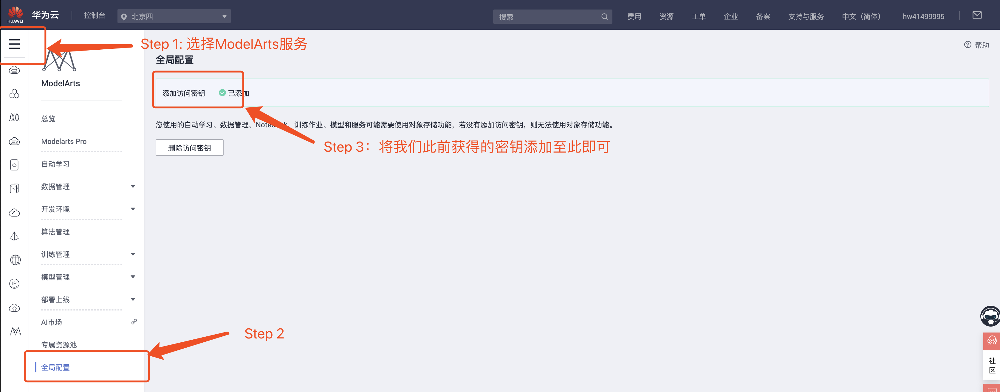 HUAWEI
华为云
控制台
北京四
搜索
费用
资源
工单
企业
备案
支持与服务
中文（简体）
hw41499995
Step 1: 选择ModelArts服务
帮助
全局配置
ModelArts
添加访问密钥
已添加
总览
您使用的自动学习、数据管理、Notebook、训练作业、模型和服务可能需要使用对象存储功能，若没有添加访问密钥，则无法使用对象存储功能。
Modelarts Pro
删除访问密钥
Step 3：将我们此前获得的密钥添加至此即可
自动学习
数据管理
开发环境
算法管理
训练管理
W
模型管理
IP
部署上线
AI市场
Step 2
专属资源池
全局配置
社
区